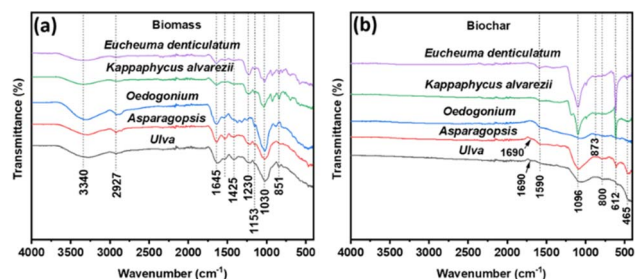 (a)
Biomass
Eucheuma denticulatum
Kappaphycus alvarezii
Oedogonium
Asparagopsis
Ulva
3340
2927
1645
1425
1230
1153
1030
851
Transmittance (%)
4000 3500 3000 2500 2000 1500 1000 500
Wavenumber (cm⁻¹)
(b)
Biochar
Eucheuma denticulatum
Kappaphycus alvarezii
Oedogonium
Asparagopsis
Ulva
1690
1690
1590
1096
873
800
612
465
Transmittance (%)
4000 3500 3000 2500 2000 1500 1000 500
Wavenumber (cm⁻¹)